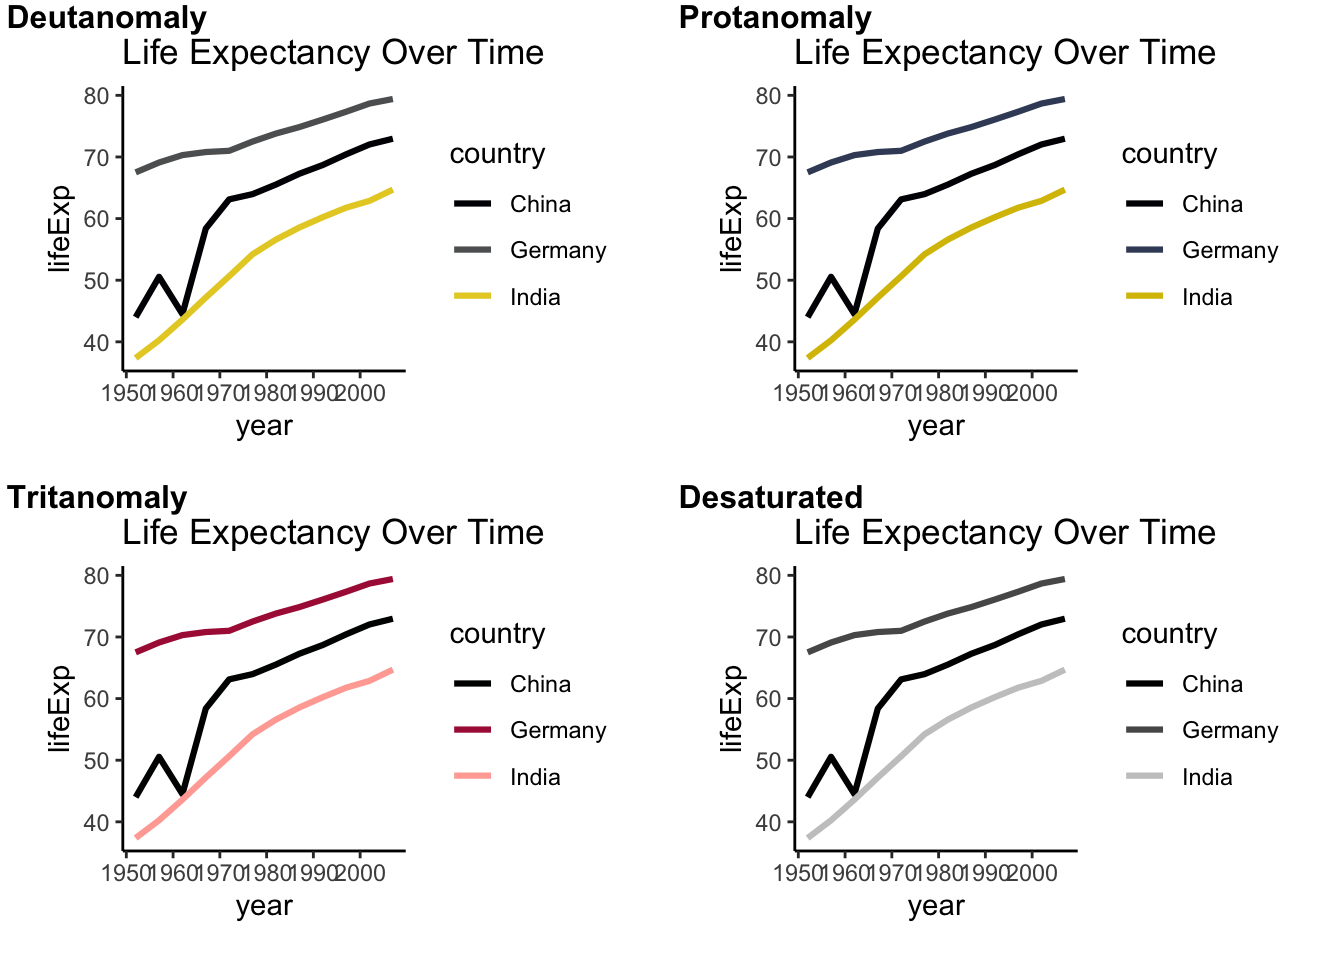 Deutanomaly
Life Expectancy Over Time
80
70
60
50
40
lifeExp
1950 1960 1970 1980 1990 2000
year
country
China
Germany
India
Protanomaly
Life Expectancy Over Time
80
70
60
50
40
lifeExp
1950 1960 1970 1980 1990 2000
year
country
China
Germany
India
Tritanomaly
Life Expectancy Over Time
80
70
60
50
40
lifeExp
1950 1960 1970 1980 1990 2000
year
country
China
Germany
India
Desaturated
Life Expectancy Over Time
80
70
60
50
40
lifeExp
1950 1960 1970 1980 1990 2000
year
country
China
Germany
India